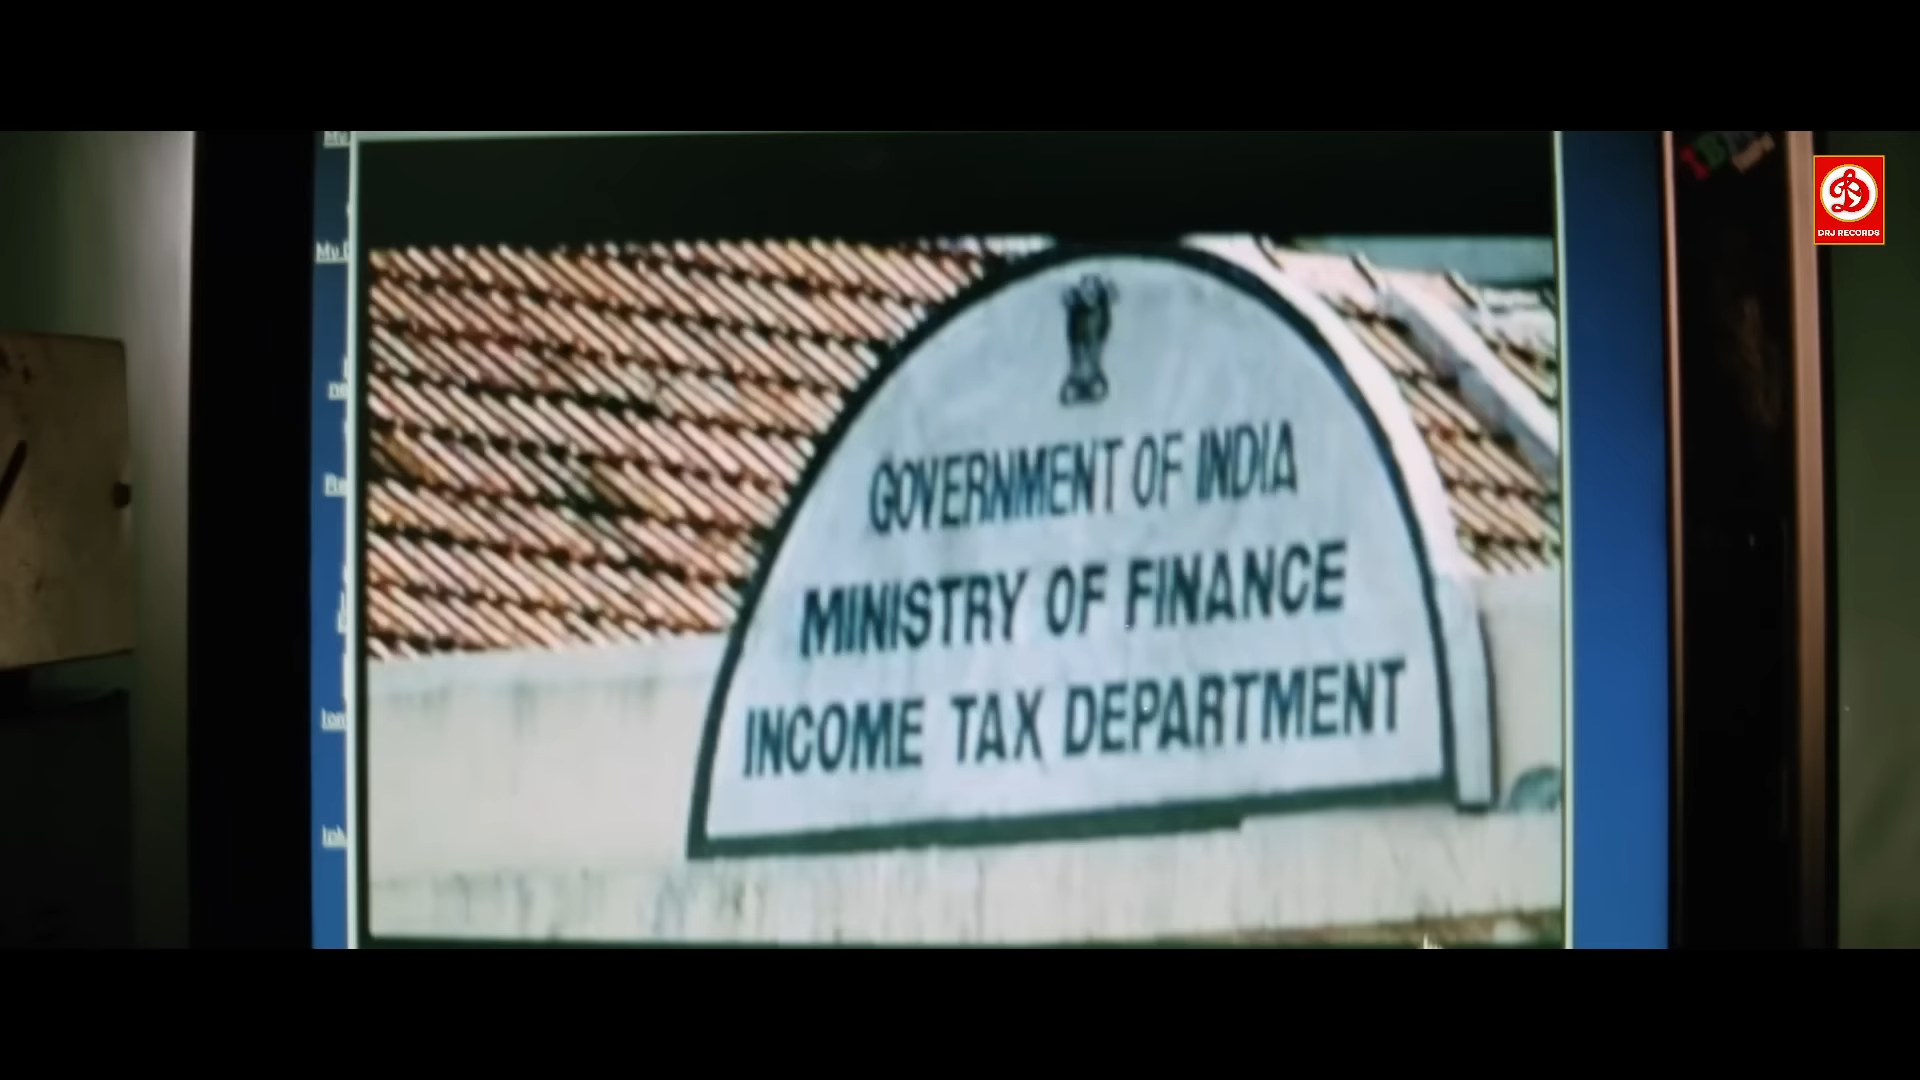 DRJ RECORDS
GOVERNMENT OF INDIA
MINISTRY OF FINANCE
INCOME TAX DEPARTMENT